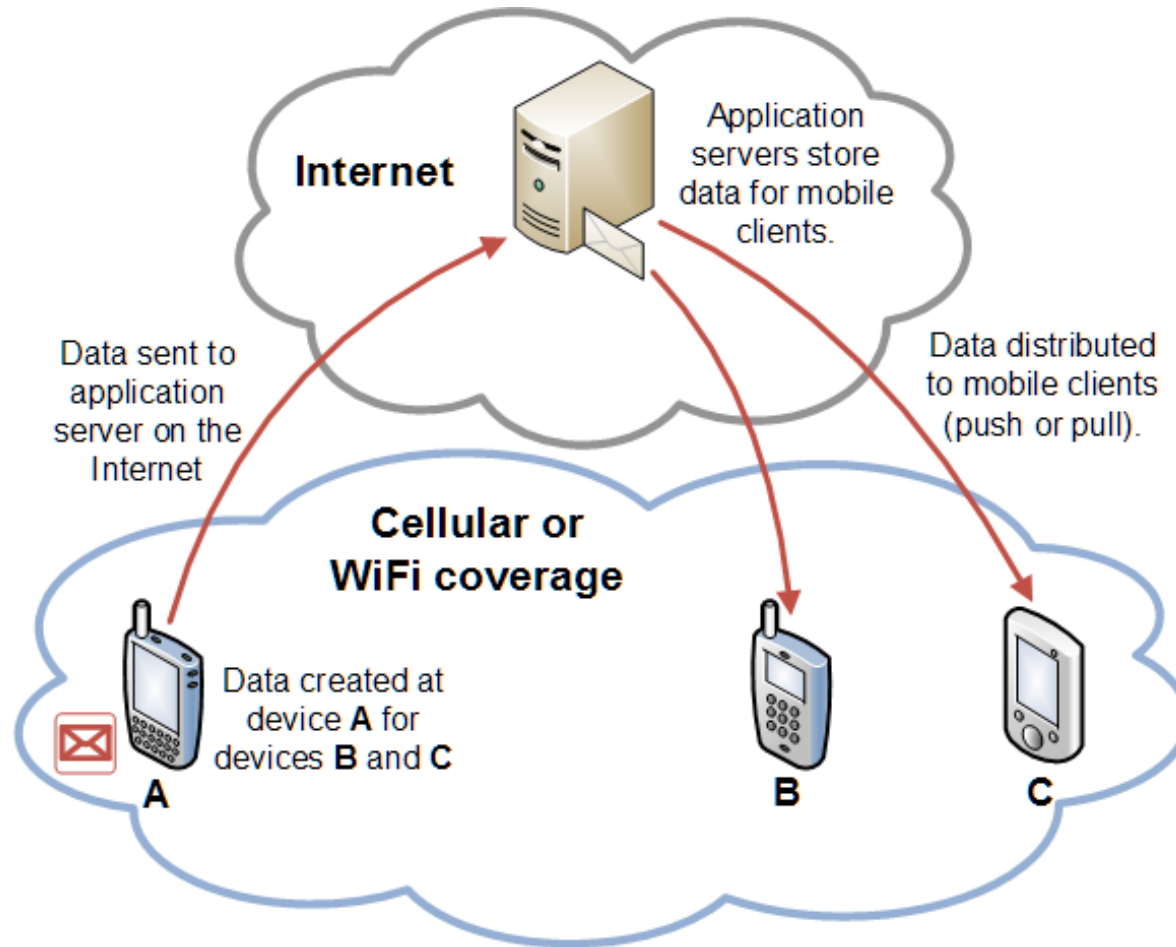 Internet
Application
servers store
data for mobile
clients.
Data sent to
application
server on the
Internet
Data distributed
to mobile clients
(push or pull).
Cellular or
WiFi coverage
Data created at
device A for
devices B and C
A
B
C